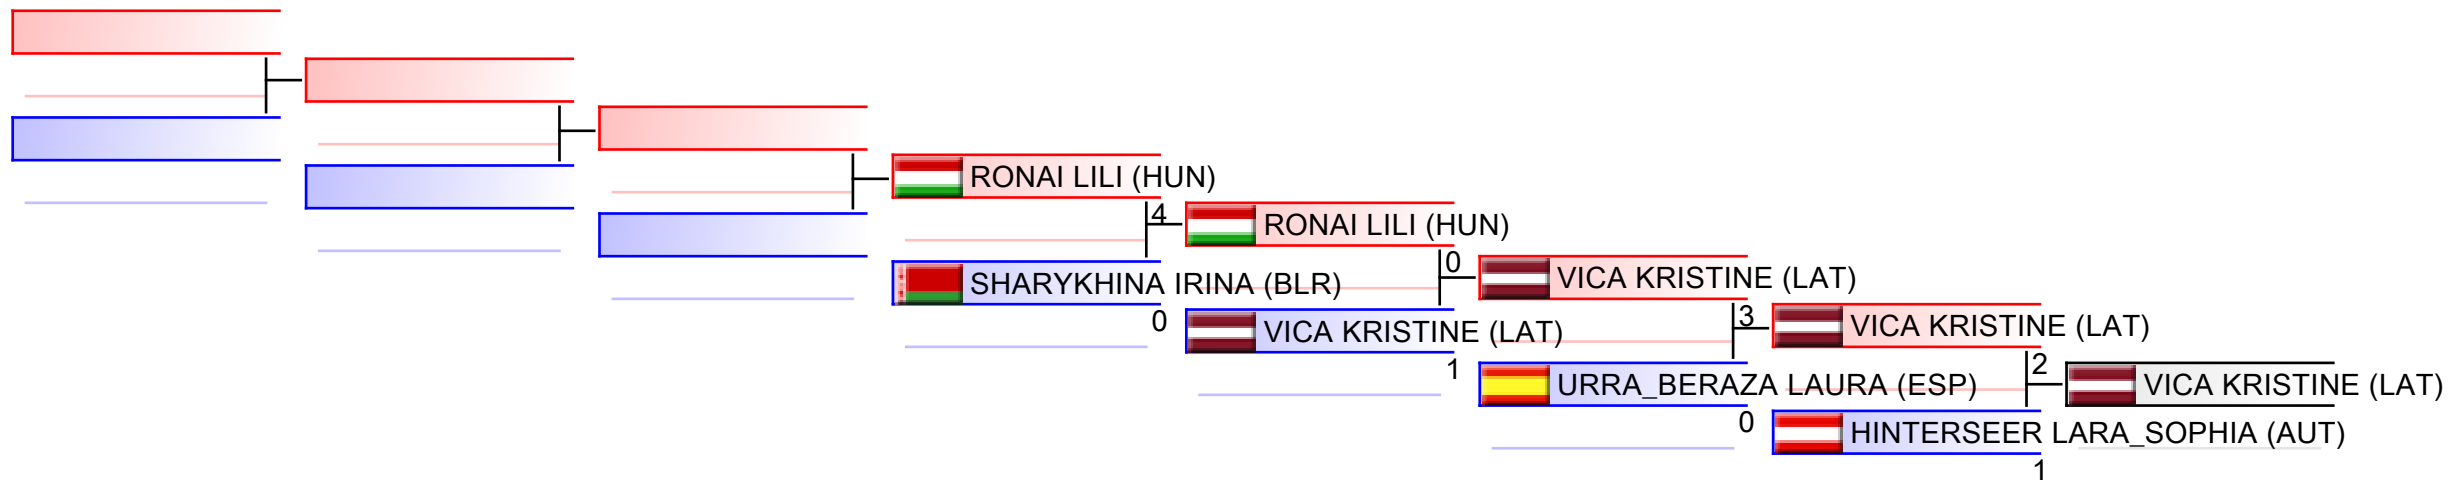 RONAI LILI (HUN)
4
RONAI LILI (HUN)
SHARYKHINA IRINA (BLR)
0
0
VICA KRISTINE (LAT)
VICA KRISTINE (LAT)
1
3
VICA KRISTINE (LAT)
URRA_BERAZA LAURA (ESP)
0
2
VICA KRISTINE (LAT)
HINTERSEER LARA_SOPHIA (AUT)
1